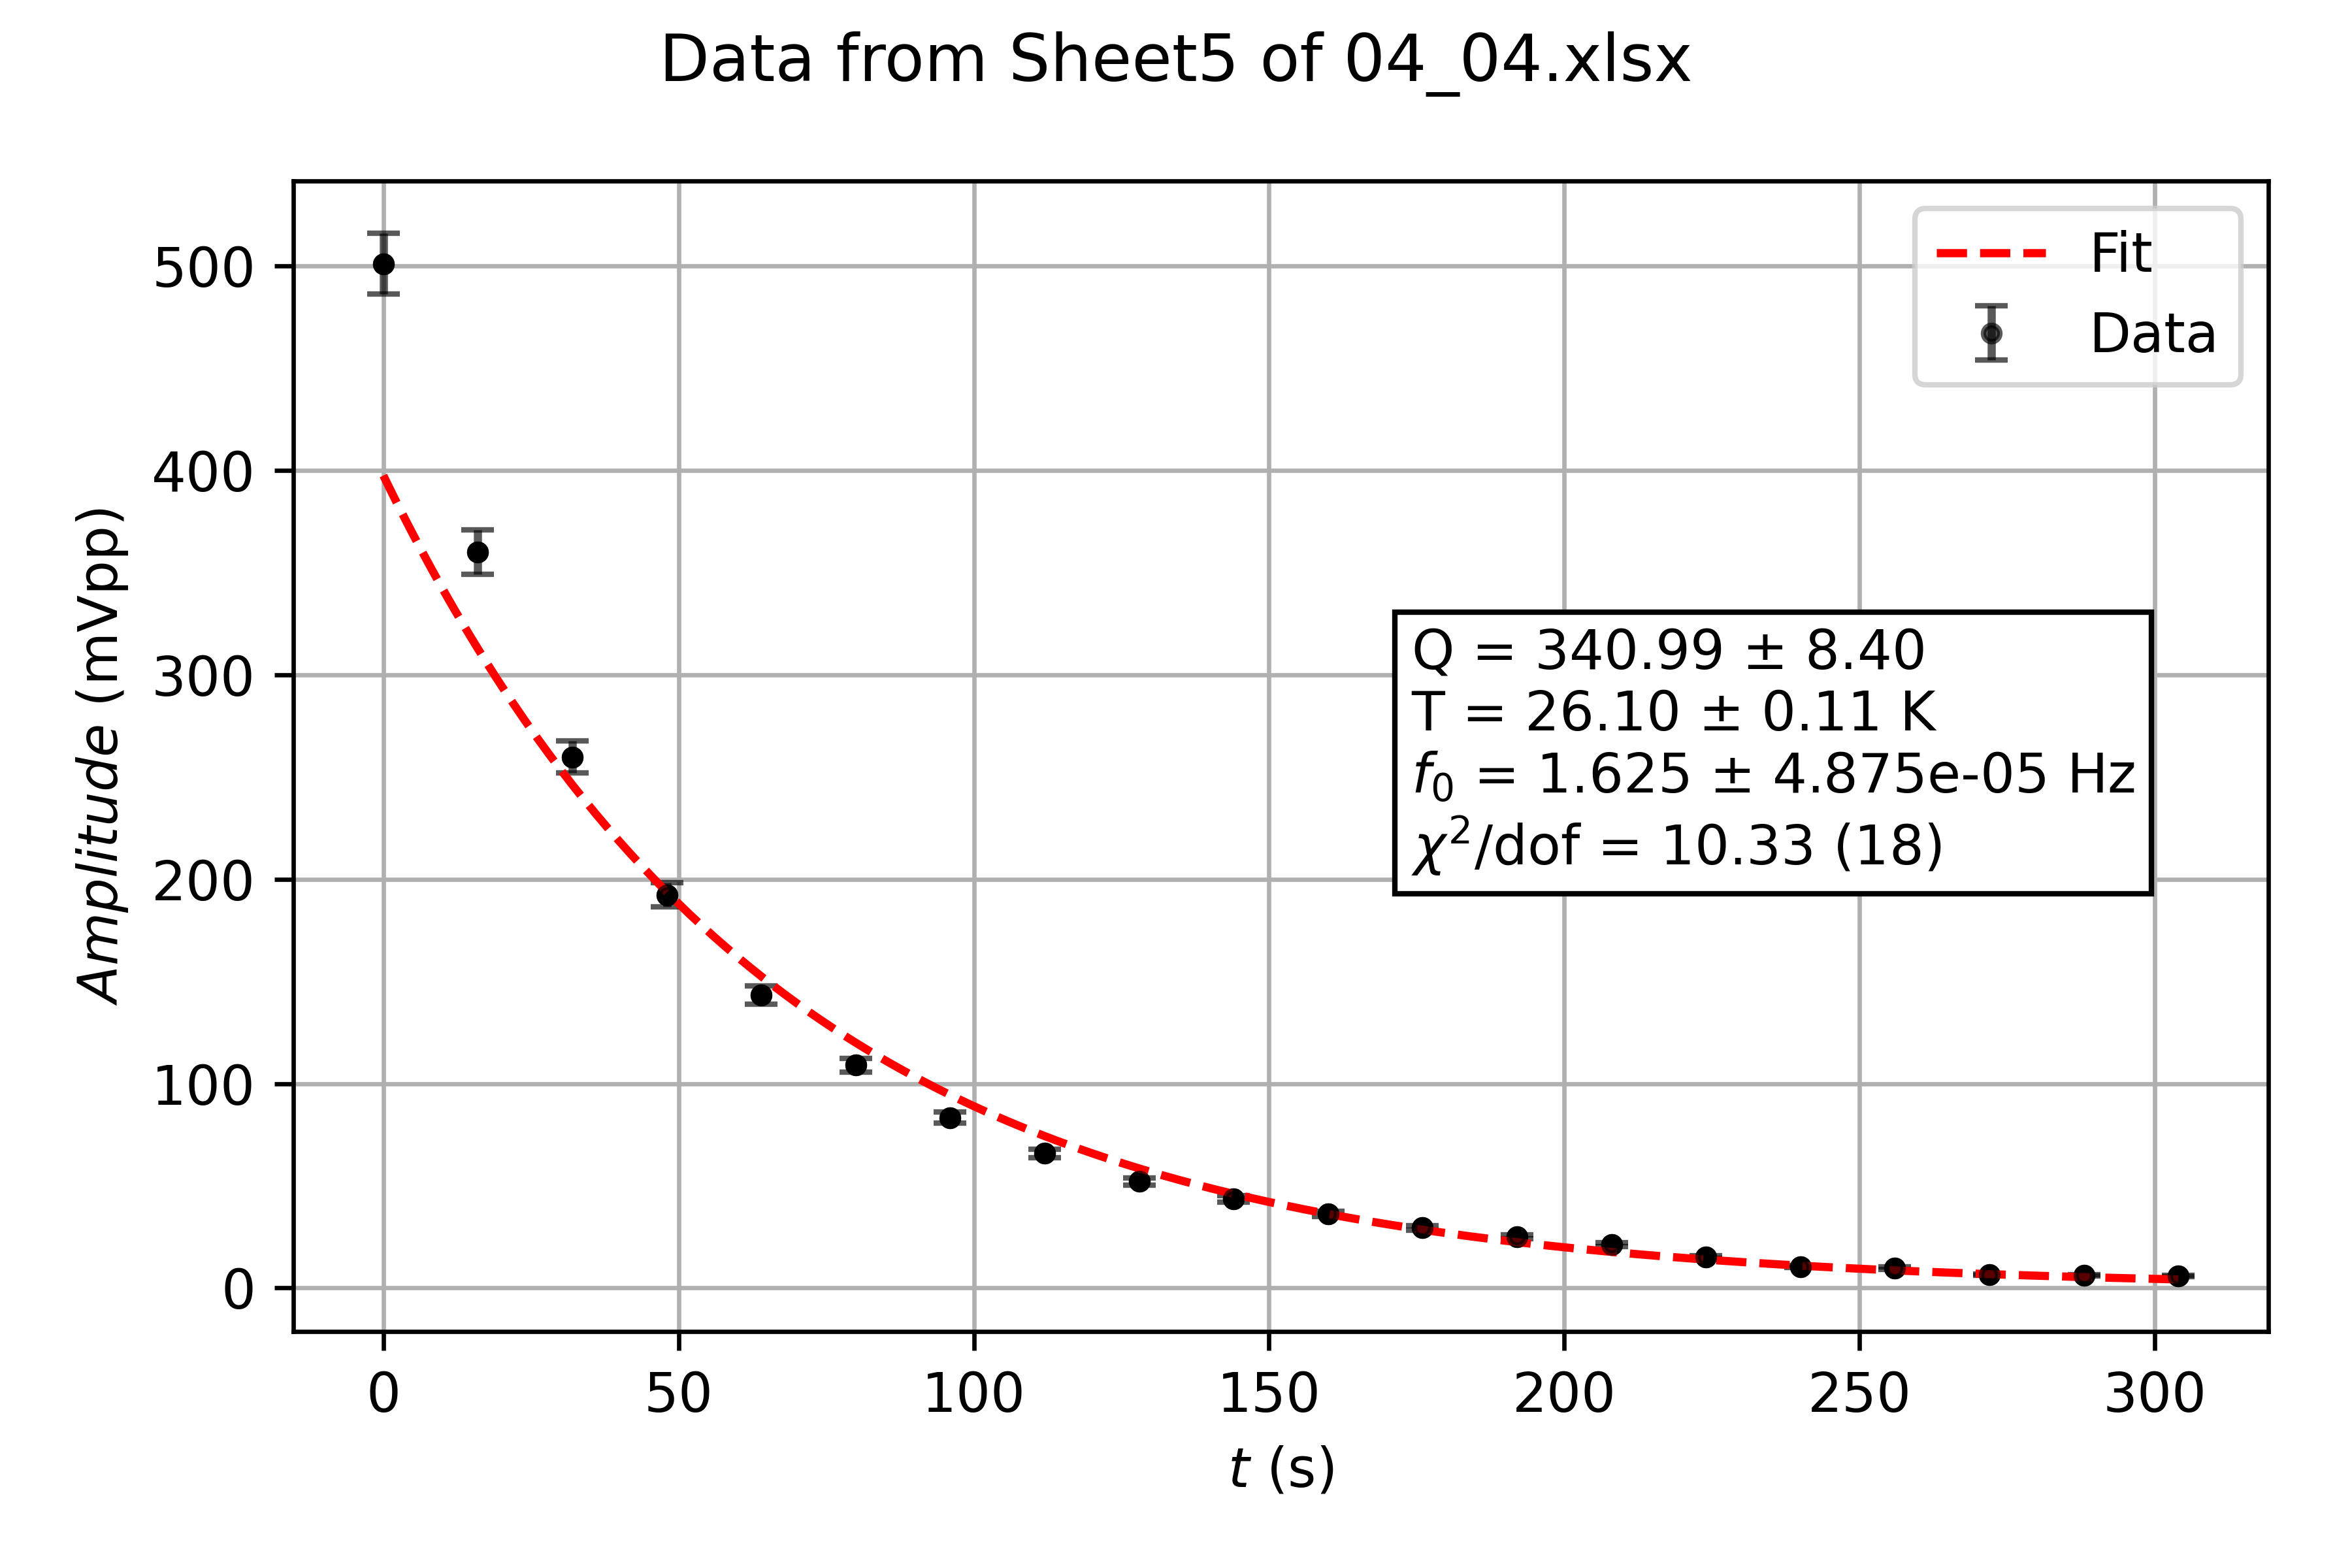 Data from Sheet5 of 04_04.xlsx
Fit
Data
Q = 340.99 ± 8.40
T = 26.10 ± 0.11 K
f₀ = 1.625 ± 4.875e-05 Hz
χ²/dof = 10.33 (18)
Amplitude (mVpp)
500
400
300
200
100
0
0 50 100 150 200 250 300
t (s)